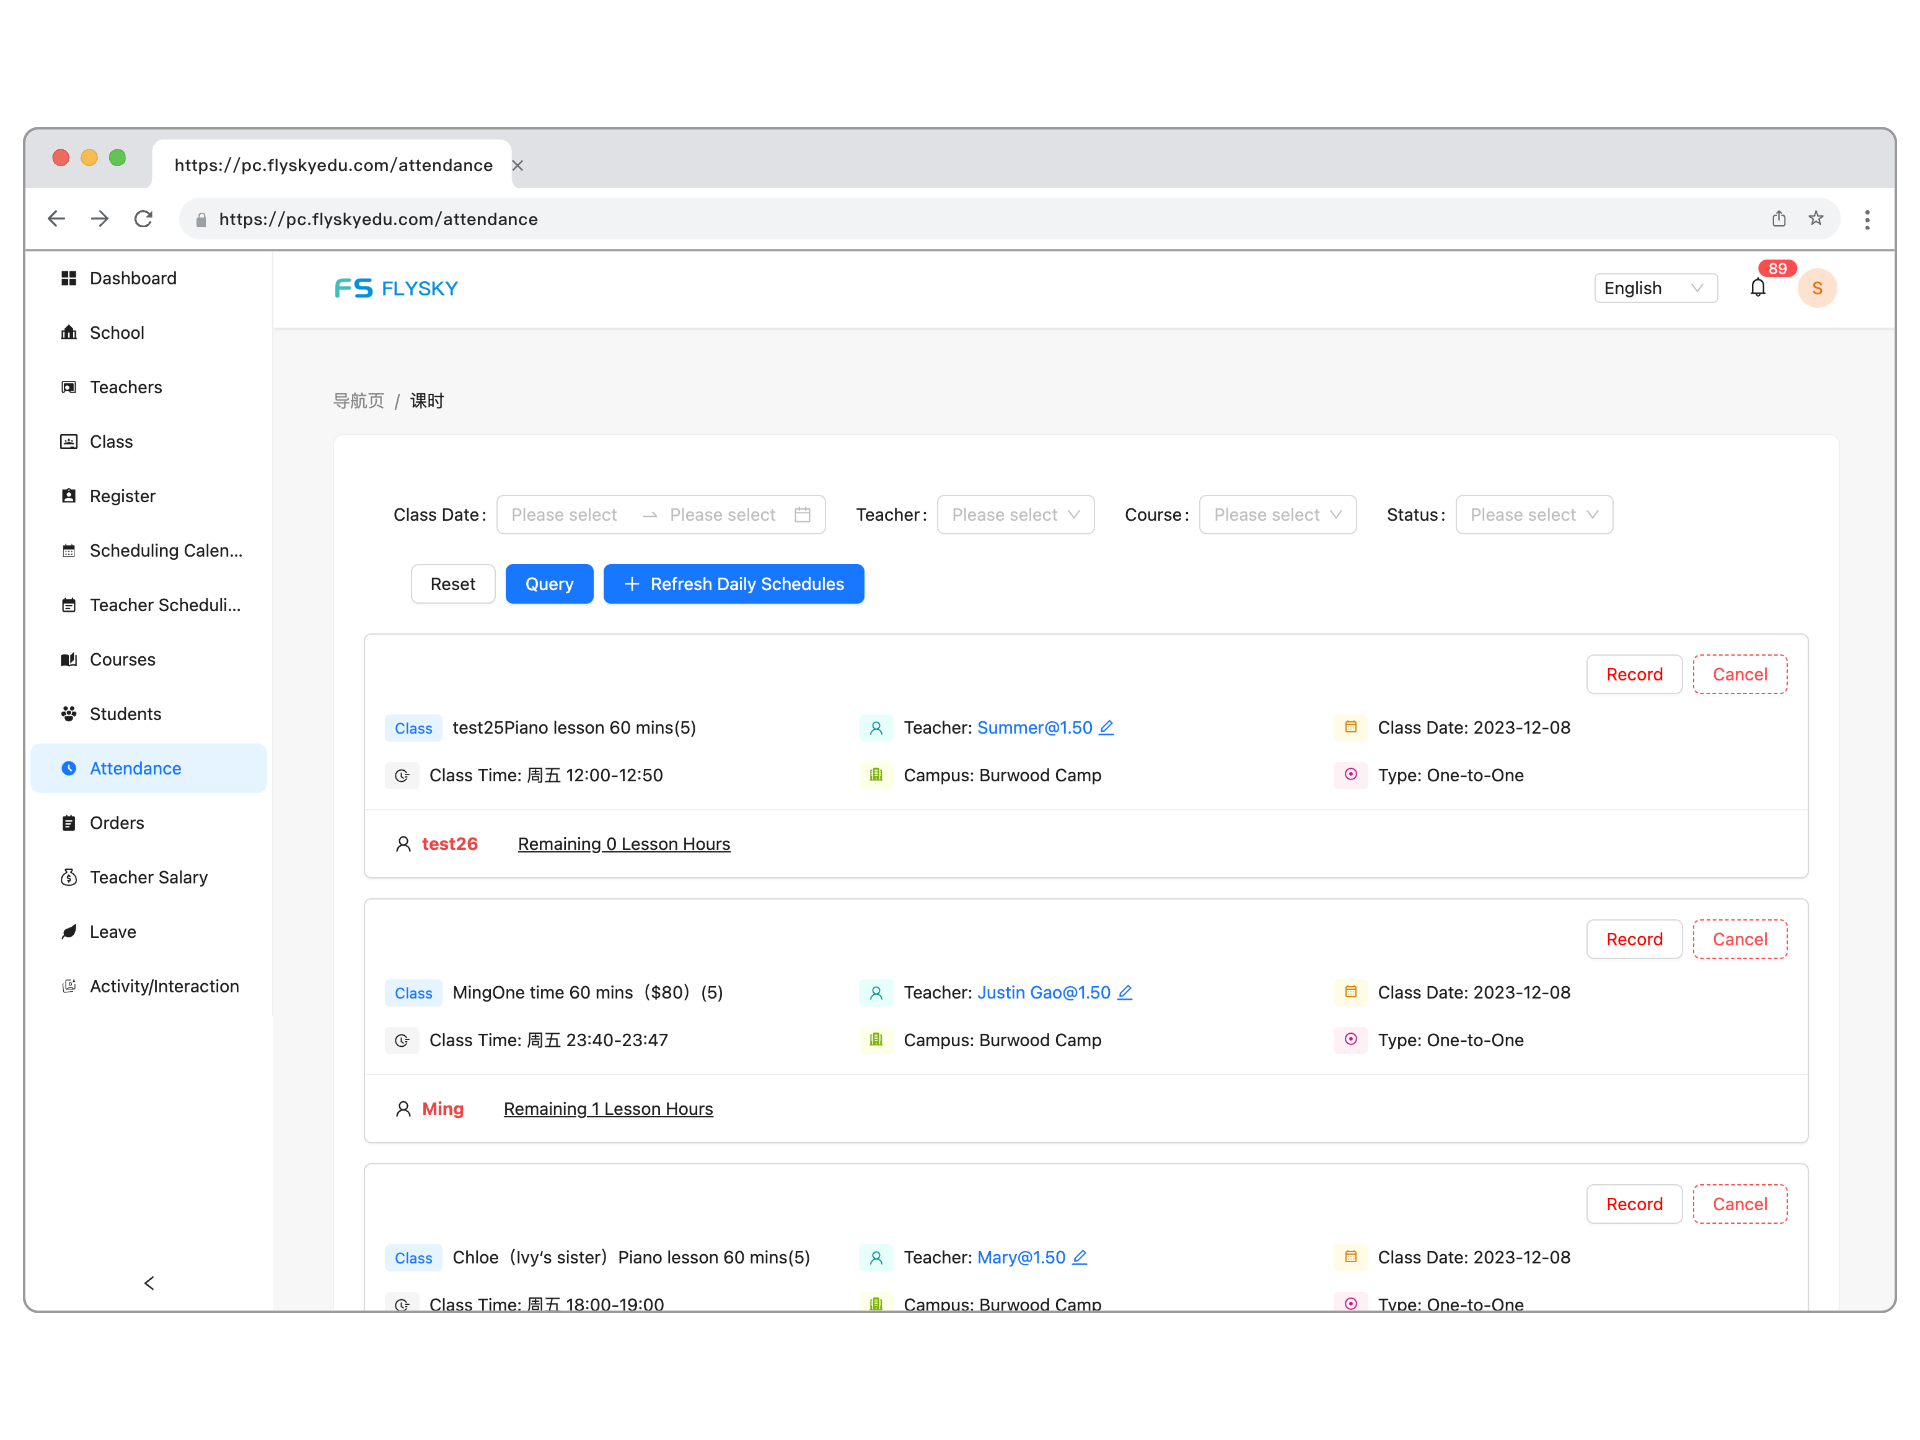 https://pc.flyskyedu.com/attendance
https://pc.flyskyedu.com/attendance
Dashboard
School
Teachers
Class
Register
Scheduling Calen...
Teacher Scheduli...
Courses
Students
Attendance
Orders
Teacher Salary
Leave
Activity/Interaction
FS FLYSKY
English
89
S
导航页 / 课时
Class Date: Please select Please select Teacher: Please select Course: Please select Status: Please select
Reset Query Refresh Daily Schedules
Record Cancel
Class test25Piano lesson 60 mins(5) Teacher: Summer@1.50 Class Date: 2023-12-08
Class Time: 周五 12:00-12:50 Campus: Burwood Camp Type: One-to-One
test26 Remaining 0 Lesson Hours
Record Cancel
Class MingOne time 60 mins（$80）(5) Teacher: Justin Gao@1.50 Class Date: 2023-12-08
Class Time: 周五 23:40-23:47 Campus: Burwood Camp Type: One-to-One
Ming Remaining 1 Lesson Hours
Record Cancel
Class Chloe（Ivy‘s sister）Piano lesson 60 mins(5) Teacher: Mary@1.50 Class Date: 2023-12-08
Class Time: 周五 18:00-19:00 Campus: Burwood Camp Type: One-to-One